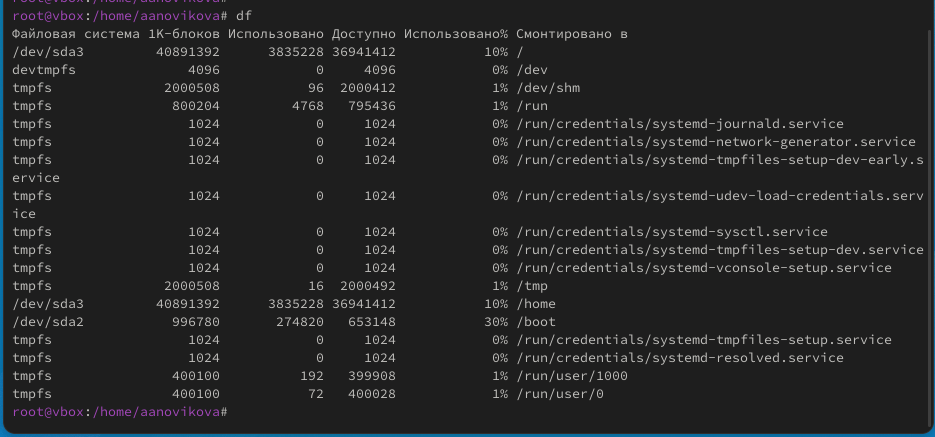 root@vbox:/home/aanovikova# df
Файловая система 1K-блоков Использовано Доступно Использовано% Смонтировано в
/dev/sda3         40891392      3835228 36941412           10% /
devtmpfs              4096            0     4096            0% /dev
tmpfs              2000508           96  2000412            1% /dev/shm
tmpfs               800204         4768   795436            1% /run
tmpfs                 1024            0     1024            0% /run/credentials/systemd-journald.service
tmpfs                 1024            0     1024            0% /run/credentials/systemd-network-generator.service
tmpfs                 1024            0     1024            0% /run/credentials/systemd-tmpfiles-setup-dev-early.s
ervice
tmpfs                 1024            0     1024            0% /run/credentials/systemd-udev-load-credentials.serv
ice
tmpfs                 1024            0     1024            0% /run/credentials/systemd-sysctl.service
tmpfs                 1024            0     1024            0% /run/credentials/systemd-tmpfiles-setup-dev.service
tmpfs                 1024            0     1024            0% /run/credentials/systemd-vconsole-setup.service
tmpfs              2000508           16  2000492            1% /tmp
/dev/sda3         40891392      3835228 36941412           10% /home
/dev/sda2           996780       274820   653148           30% /boot
tmpfs                 1024            0     1024            0% /run/credentials/systemd-tmpfiles-setup.service
tmpfs                 1024            0     1024            0% /run/credentials/systemd-resolved.service
tmpfs               400100          192   399908            1% /run/user/1000
tmpfs               400100           72   400028            1% /run/user/0
root@vbox:/home/aanovikova#